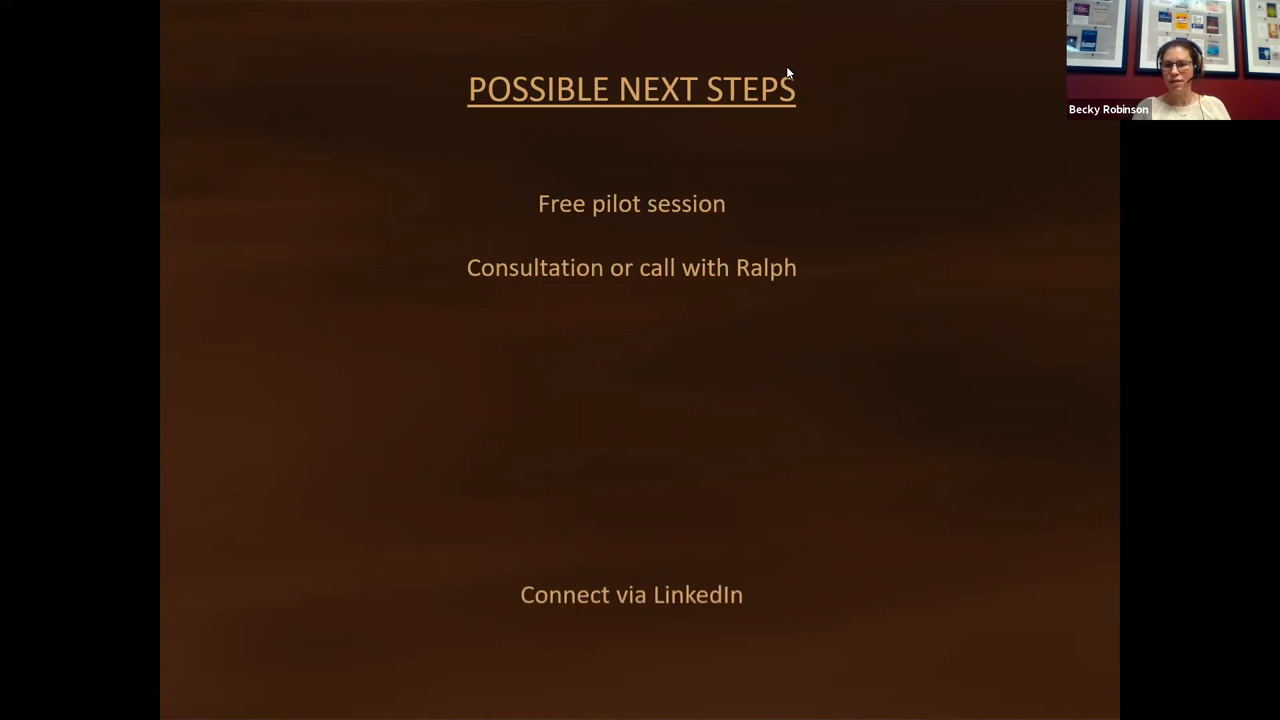 POSSIBLE NEXT STEPS
Becky Robinson
Free pilot session
Consultation or call with Ralph
Connect via LinkedIn